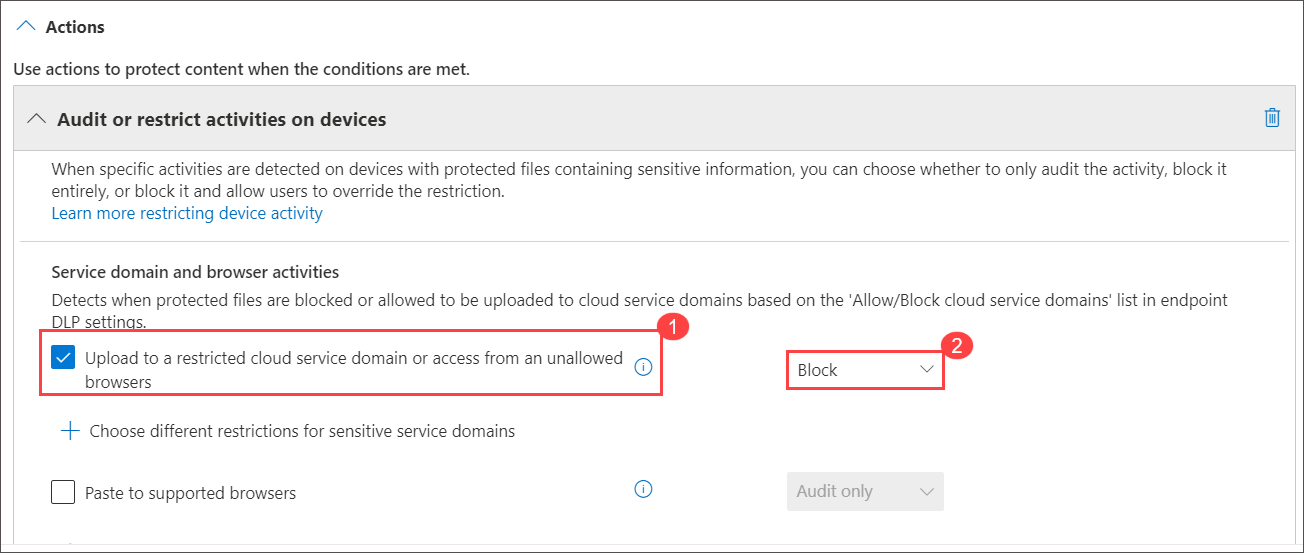 Actions
Use actions to protect content when the conditions are met.
Audit or restrict activities on devices
When specific activities are detected on devices with protected files containing sensitive information, you can choose whether to only audit the activity, block it
entirely, or block it and allow users to override the restriction.
Learn more restricting device activity
Service domain and browser activities
Detects when protected files are blocked or allowed to be uploaded to cloud service domains based on the 'Allow/Block cloud service domains' list in endpoint
DLP settings.
1
Upload to a restricted cloud service domain or access from an unallowed
browsers
2
Block
Choose different restrictions for sensitive service domains
Paste to supported browsers
Audit only